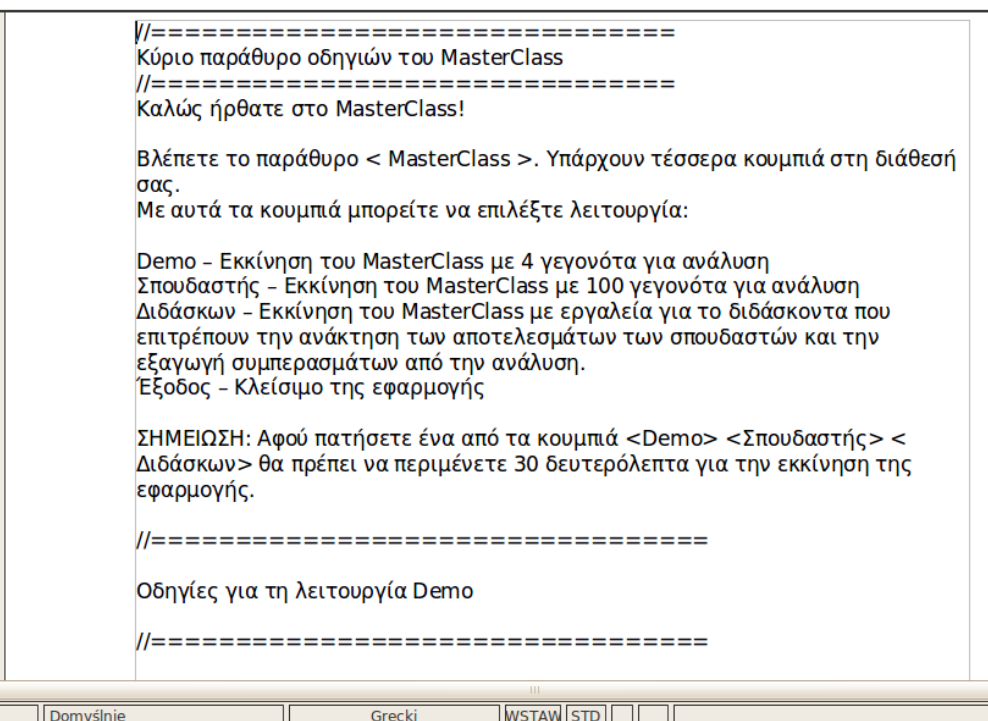 //===============================
Κύριο παράθυρο οδηγιών του MasterClass
//===============================
Καλώς ήρθατε στο MasterClass!
Βλέπετε το παράθυρο < MasterClass >. Υπάρχουν τέσσερα κουμπιά στη διάθεσή
σας.
Με αυτά τα κουμπιά μπορείτε να επιλέξτε λειτουργία:
Demo – Εκκίνηση του MasterClass με 4 γεγονότα για ανάλυση
Σπουδαστής – Εκκίνηση του MasterClass με 100 γεγονότα για ανάλυση
Διδάσκων – Εκκίνηση του MasterClass με εργαλεία για το διδάσκοντα που
επιτρέπουν την ανάκτηση των αποτελεσμάτων των σπουδαστών και την
εξαγωγή συμπερασμάτων από την ανάλυση.
Έξοδος – Κλείσιμο της εφαρμογής
ΣΗΜΕΙΩΣΗ: Αφού πατήσετε ένα από τα κουμπιά <Demo> <Σπουδαστής> <
Διδάσκων> θα πρέπει να περιμένετε 30 δευτερόλεπτα για την εκκίνηση της
εφαρμογής.
//=================================
Οδηγίες για τη λειτουργία Demo
//=================================
Domyślnie Grecki WSTAW STD